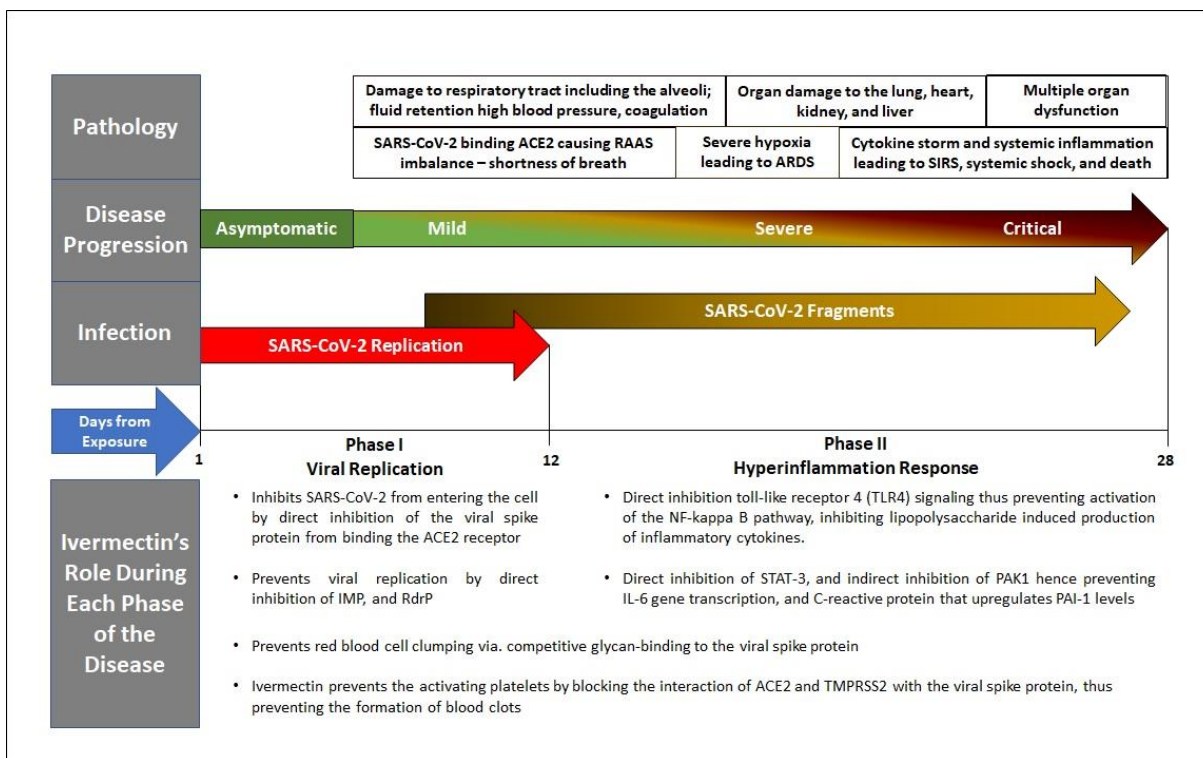 Pathology
Damage to respiratory tract including the alveoli;
fluid retention high blood pressure, coagulation
Organ damage to the lung, heart,
kidney, and liver
Multiple organ
dysfunction
SARS-CoV-2 binding ACE2 causing RAAS
imbalance – shortness of breath
Severe hypoxia
leading to ARDS
Cytokine storm and systemic inflammation
leading to SIRS, systemic shock, and death
Disease
Progression
Asymptomatic
Mild
Severe
Critical
Infection
SARS-CoV-2 Fragments
SARS-CoV-2 Replication
Days from
Exposure
1
Phase I
Viral Replication
12
Phase II
Hyperinflammation Response
28
Ivermectin's
Role During
Each Phase
of the
Disease
• Inhibits SARS-CoV-2 from entering the cell
by direct inhibition of the viral spike
protein from binding the ACE2 receptor
• Prevents viral replication by direct
inhibition of IMP, and RdrP
• Direct inhibition toll-like receptor 4 (TLR4) signaling thus preventing activation
of the NF-kappa B pathway, inhibiting lipopolysaccharide induced production
of inflammatory cytokines.
• Direct inhibition of STAT-3, and indirect inhibition of PAK1 hence preventing
IL-6 gene transcription, and C-reactive protein that upregulates PAI-1 levels
• Prevents red blood cell clumping via. competitive glycan-binding to the viral spike protein
• Ivermectin prevents the activating platelets by blocking the interaction of ACE2 and TMPRSS2 with the viral spike protein, thus
preventing the formation of blood clots